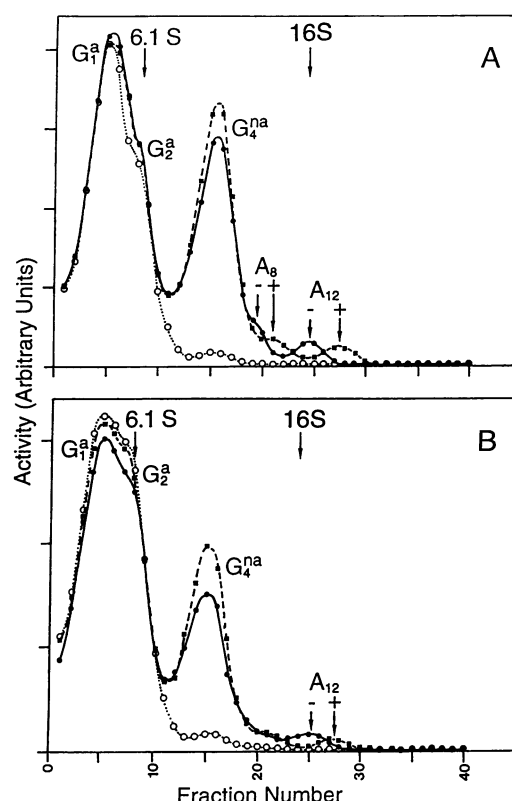 6.1 S
16S
A
G₁ᵃ
G₂ᵃ
G₄ⁿᵃ
A₈
- +
A₁₂
- +
Activity (Arbitrary Units)
6.1 S
16S
B
G₁ᵃ
G₂ᵃ
G₄ⁿᵃ
A₁₂
- +
0 10 20 30 40
Fraction Number